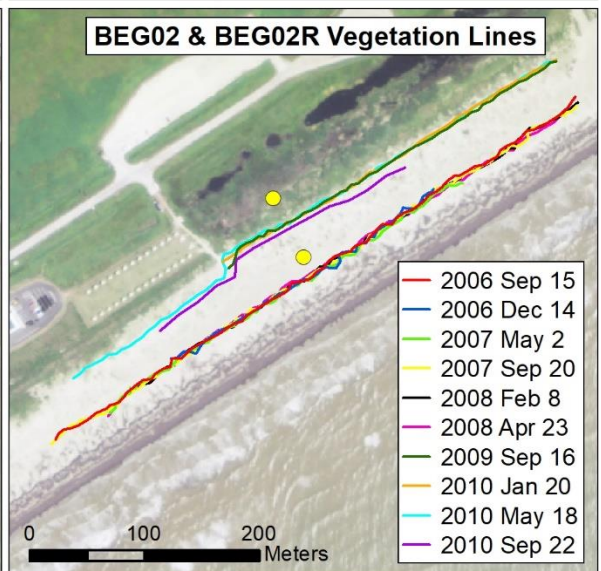 BEG02 & BEG02R Vegetation Lines
2006 Sep 15
2006 Dec 14
2007 May 2
2007 Sep 20
2008 Feb 8
2008 Apr 23
2009 Sep 16
2010 Jan 20
2010 May 18
2010 Sep 22
0 100 200
Meters